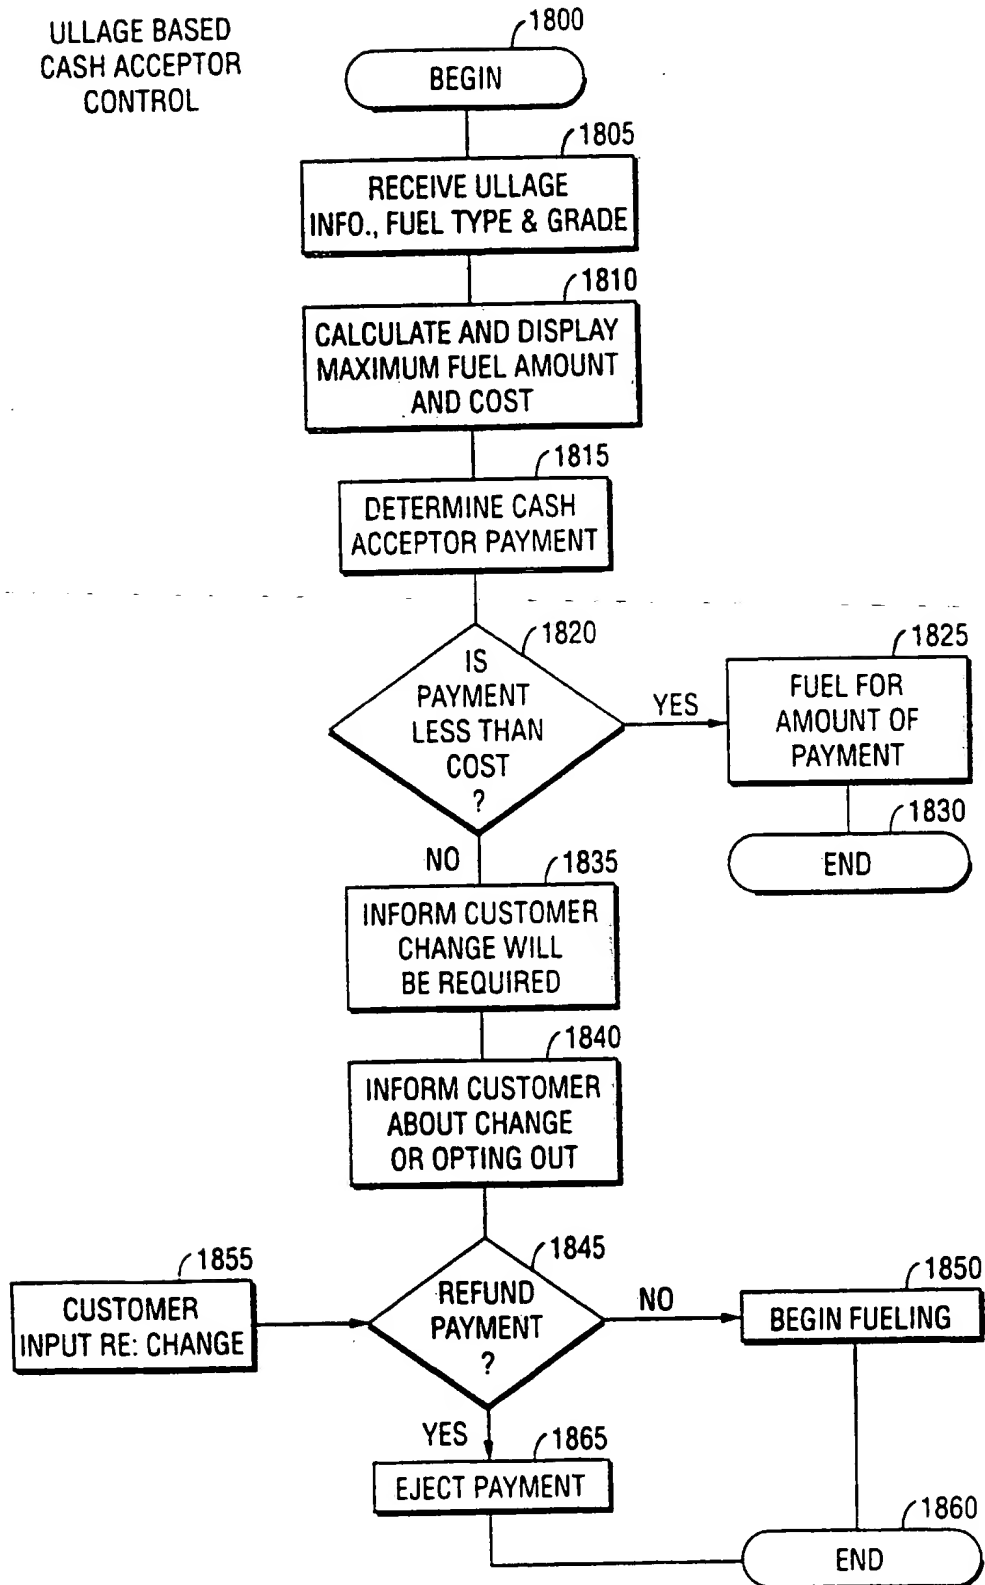 ULLAGE BASED
CASH ACCEPTOR
CONTROL
1800
BEGIN
1805
RECEIVE ULLAGE
INFO., FUEL TYPE & GRADE
1810
CALCULATE AND DISPLAY
MAXIMUM FUEL AMOUNT
AND COST
1815
DETERMINE CASH
ACCEPTOR PAYMENT
1820
IS
PAYMENT
LESS THAN
COST
?
YES
1825
FUEL FOR
AMOUNT OF
PAYMENT
1830
END
NO
1835
INFORM CUSTOMER
CHANGE WILL
BE REQUIRED
1840
INFORM CUSTOMER
ABOUT CHANGE
OR OPTING OUT
1855
CUSTOMER
INPUT RE: CHANGE
1845
REFUND
PAYMENT
?
NO
1850
BEGIN FUELING
YES
1865
EJECT PAYMENT
1860
END